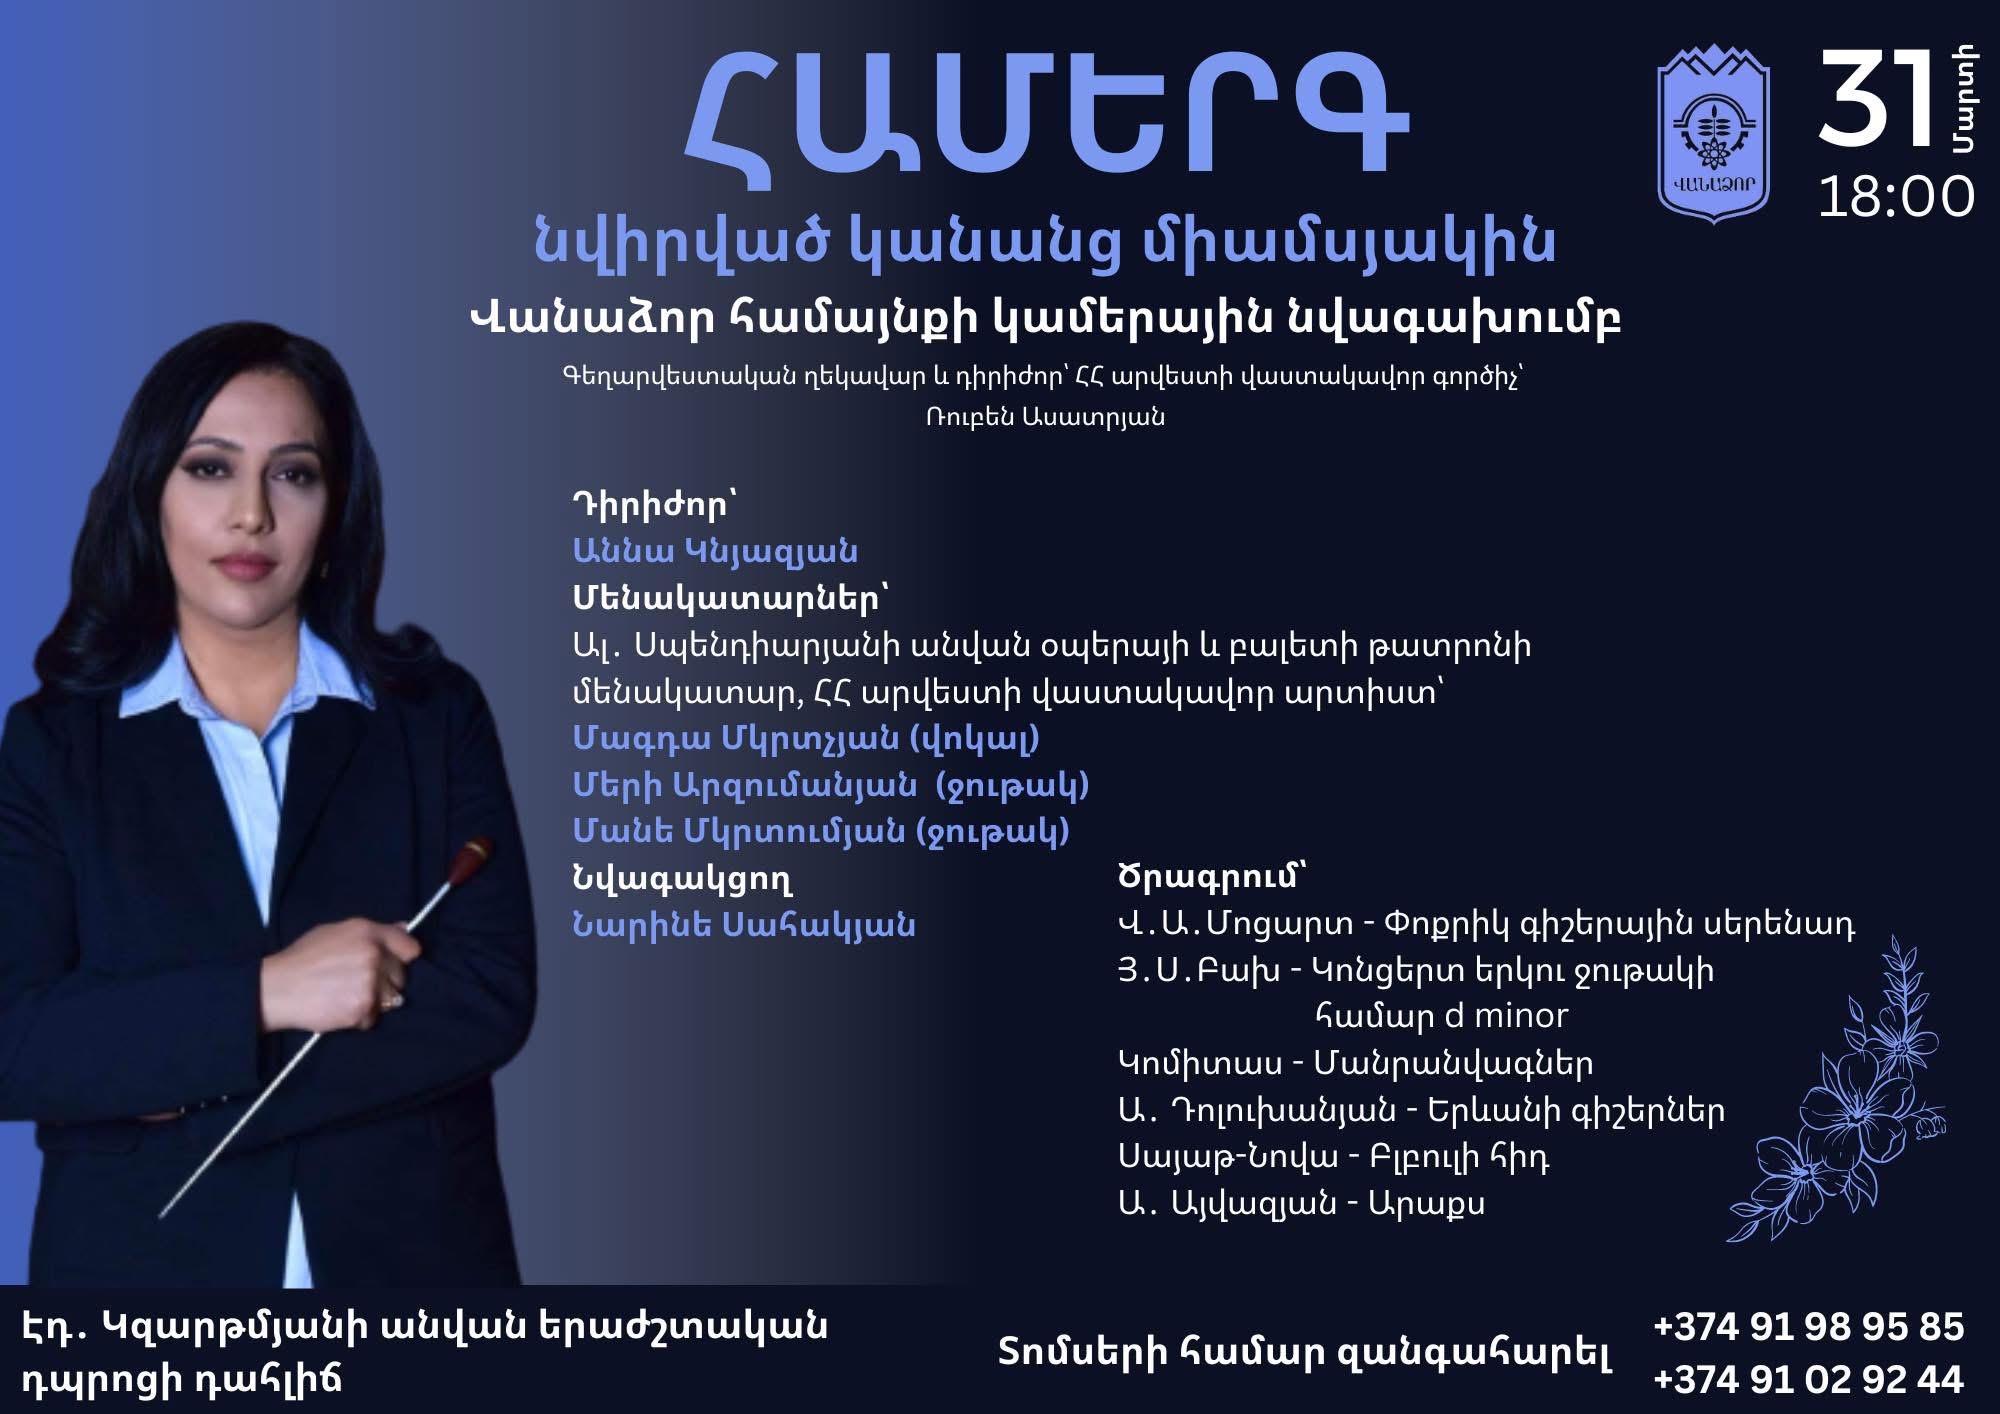 ՀԱՄԵՐԳ
նվիրված կանանց միամսյակին
Վանաձոր համայնքի կամերային նվագախումբ
Գեղարվեստական ղեկավար և դիրիժոր՝ ՀՀ արվեստի վաստակավոր գործիչ՝
Ռուբեն Ասատրյան
ՎԱՆԱՁՈՐ
31 Մարտի
18:00
Դիրիժոր՝
Աննա Կնյազյան
Մենակատարներ՝
Ալ. Սպենդիարյանի անվան օպերայի և բալետի թատրոնի
մենակատար, ՀՀ արվեստի վաստակավոր արտիստ՝
Մագդա Մկրտչյան (վոկալ)
Մերի Արզումանյան (ջութակ)
Մանե Մկրտումյան (ջութակ)
Նվագակցող
Նարինե Սահակյան
Ծրագրում՝
Վ.Ա.Մոցարտ - Փոքրիկ գիշերային սերենադ
Յ.Ս.Բախ - Կոնցերտ երկու ջութակի
համար d minor
Կոմիտաս - Մանրանվագներ
Ա. Դոլուխանյան - Երևանի գիշերներ
Սայաթ-Նովա - Բլբուլի հիդ
Ա. Այվազյան - Արաքս
Էդ. Կզարթմյանի անվան երաժշտական
դպրոցի դահլիճ
Տոմսերի համար զանգահարել
+374 91 98 95 85
+374 91 02 92 44